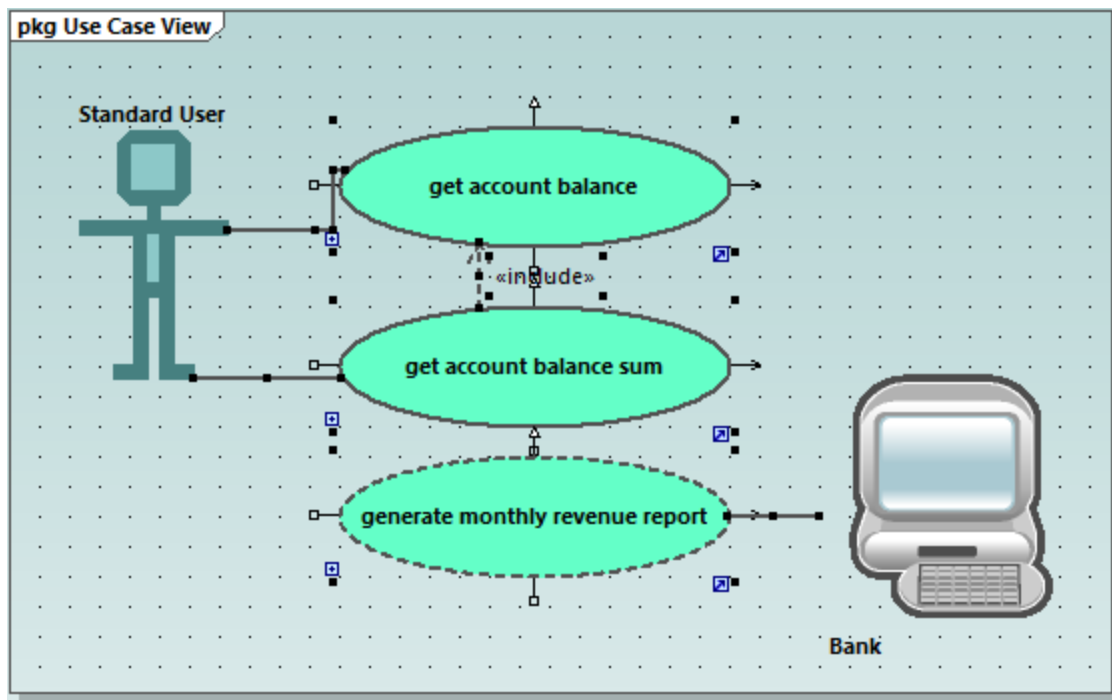 pkg Use Case View
Standard User
get account balance
«include»
get account balance sum
generate monthly revenue report
Bank